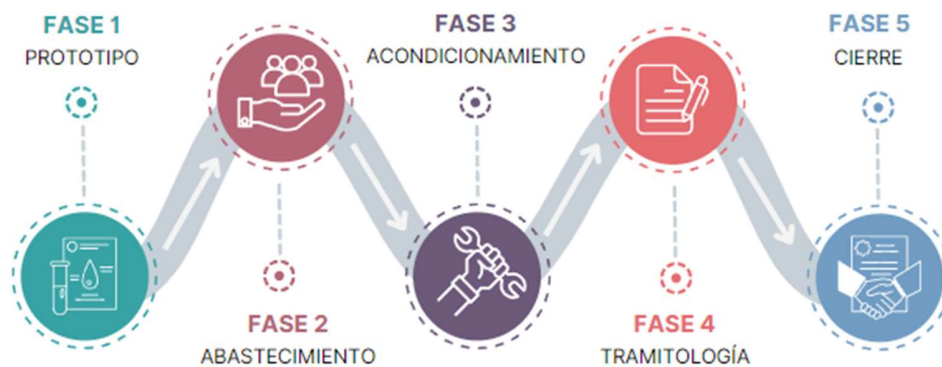 FASE 1
PROTOTIPO
FASE 2
ABASTECIMIENTO
FASE 3
ACONDICIONAMIENTO
FASE 4
TRAMITOLOGÍA
FASE 5
CIERRE